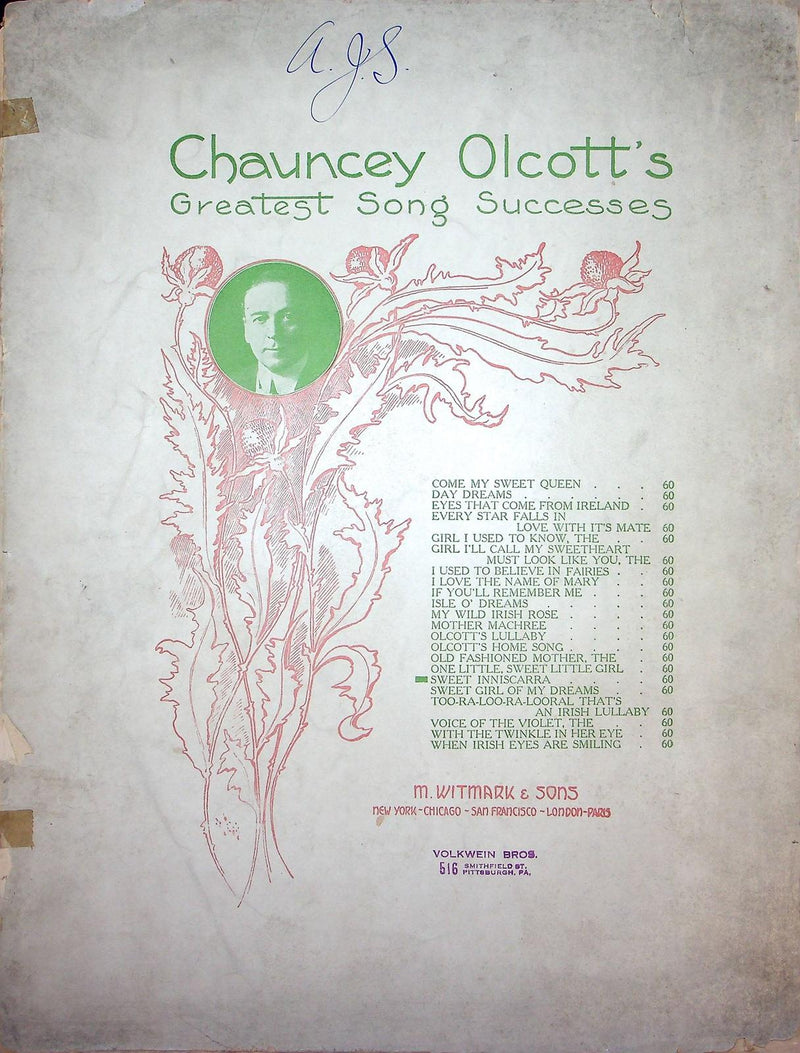 A. J. S.
Chauncey Olcott's
Greatest Song Successes
COME MY SWEET QUEEN . . . 60
DAY DREAMS . . . . . . 60
EYES THAT COME FROM IRELAND . 60
EVERY STAR FALLS IN
LOVE WITH IT'S MATE 60
GIRL I USED TO KNOW, THE . . 60
GIRL I'LL CALL MY SWEETHEART
MUST LOOK LIKE YOU, THE 60
I USED TO BELIEVE IN FAIRIES . . 60
I LOVE THE NAME OF MARY . . 60
IF YOU'LL REMEMBER ME . . . 60
ISLE O' DREAMS . . . . . 60
MY WILD IRISH ROSE . . . . 60
MOTHER MACHREE . . . . 60
OLCOTT'S LULLABY . . . . 60
OLCOTT'S HOME SONG . . . . 60
OLD FASHIONED MOTHER, THE . 60
ONE LITTLE, SWEET LITTLE GIRL . 60
SWEET INNISCARRA . . . . 60
SWEET GIRL OF MY DREAMS . . 60
TOO-RA-LOO-RA-LOORAL THAT'S
AN IRISH LULLABY 60
VOICE OF THE VIOLET, THE . . 60
WITH THE TWINKLE IN HER EYE . 60
WHEN IRISH EYES ARE SMILING . 60
M. WITMARK & SONS
NEW YORK-CHICAGO-SAN FRANCISCO-LONDON-PARIS
VOLKWEIN BROS.
516 SMITHFIELD ST.
PITTSBURGH, PA.